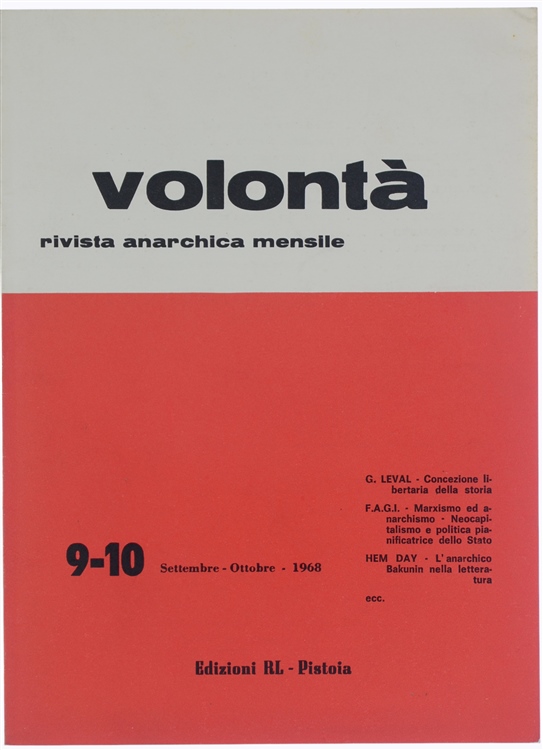 volontà
rivista anarchica mensile
G. LEVAL - Concezione li-
bertaria della storia
F.A.G.I. - Marxismo ed a-
narchismo - Neocapi-
talismo e politica pia-
nificatrice dello Stato
HEM DAY - L'anarchico
Bakunin nella lettera-
tura
ecc.
9-10 Settembre - Ottobre - 1968
Edizioni RL - Pistoia